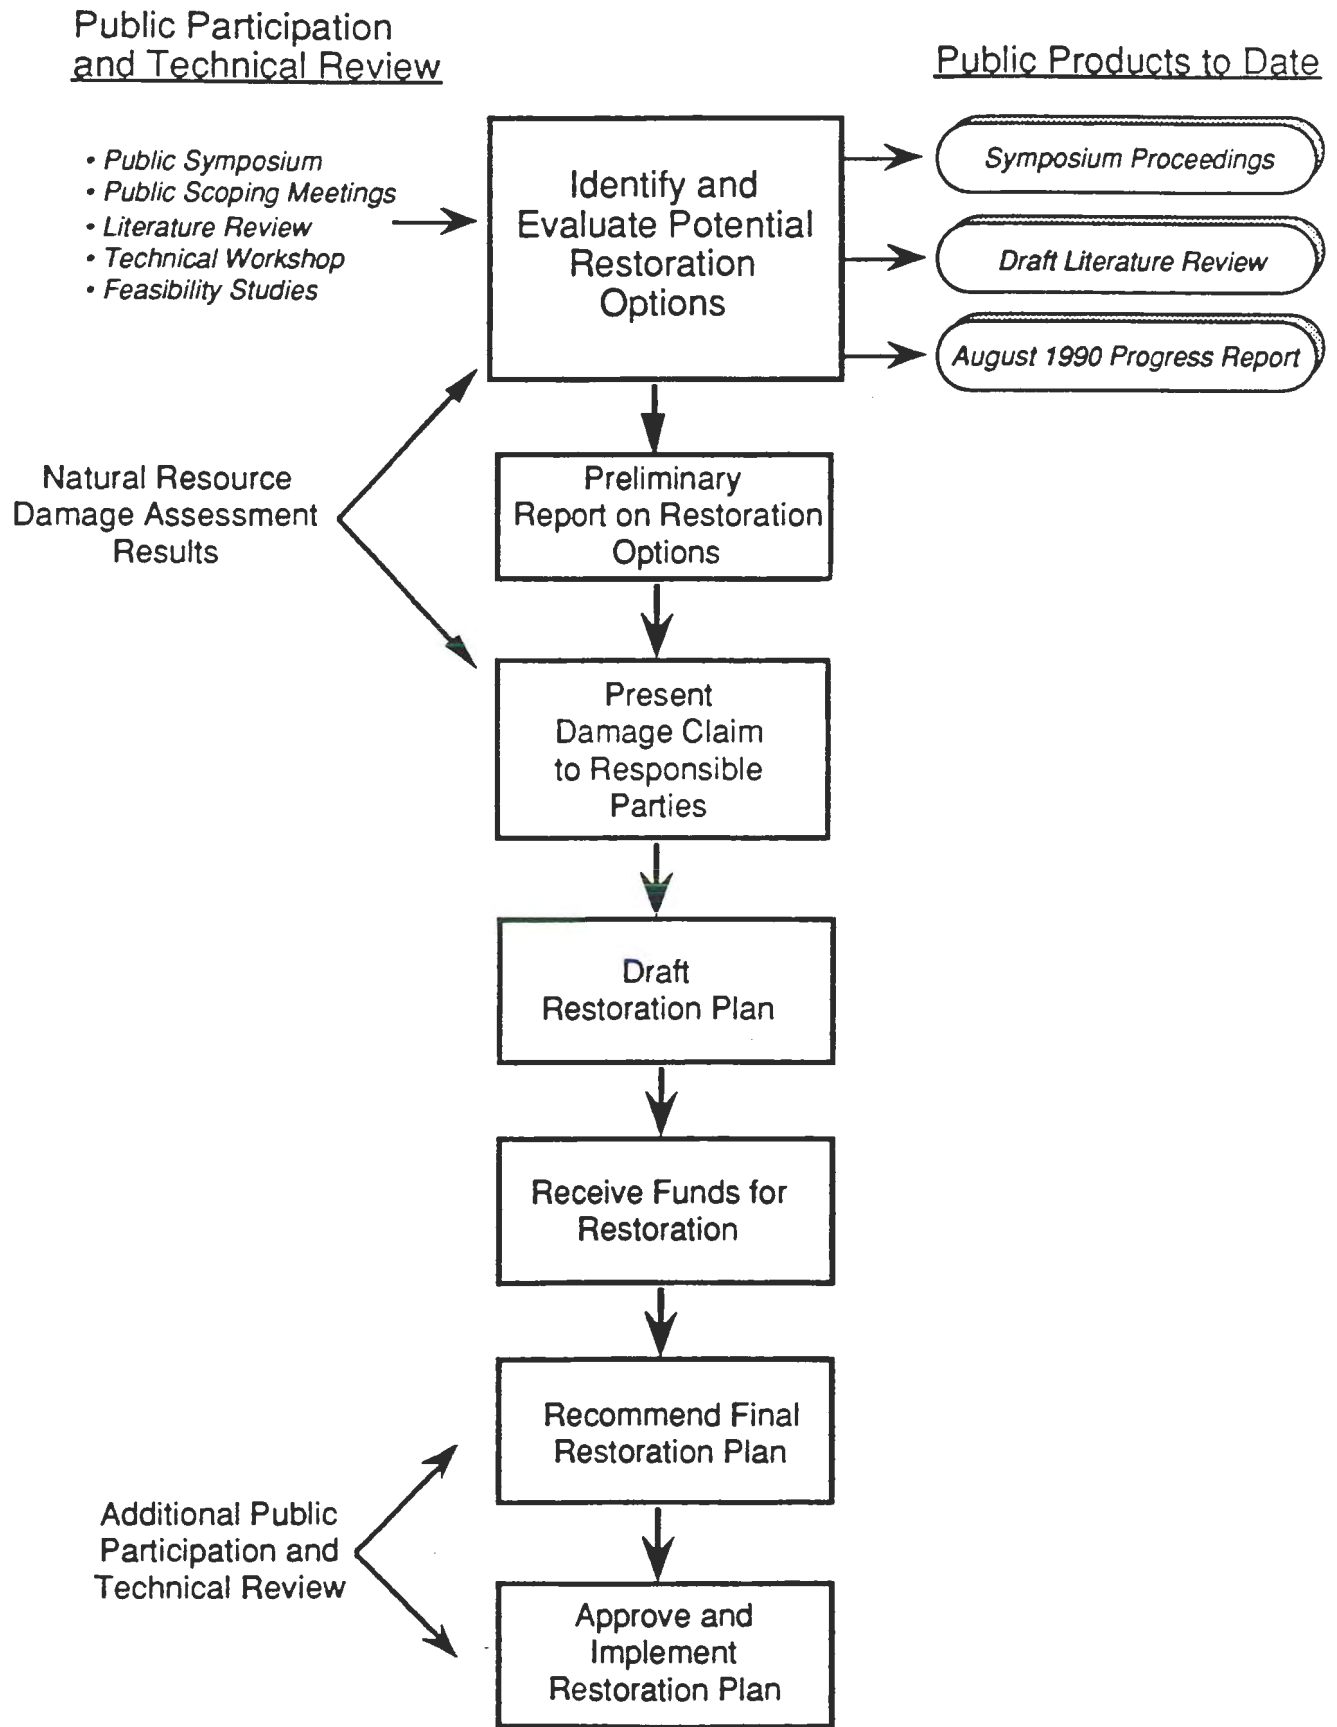 Public Participation
and Technical Review
Public Products to Date
• Public Symposium
• Public Scoping Meetings
• Literature Review
• Technical Workshop
• Feasibility Studies
Identify and
Evaluate Potential
Restoration
Options
Symposium Proceedings
Draft Literature Review
August 1990 Progress Report
Natural Resource
Damage Assessment
Results
Preliminary
Report on Restoration
Options
Present
Damage Claim
to Responsible
Parties
Draft
Restoration Plan
Receive Funds for
Restoration
Recommend Final
Restoration Plan
Additional Public
Participation and
Technical Review
Approve and
Implement
Restoration Plan